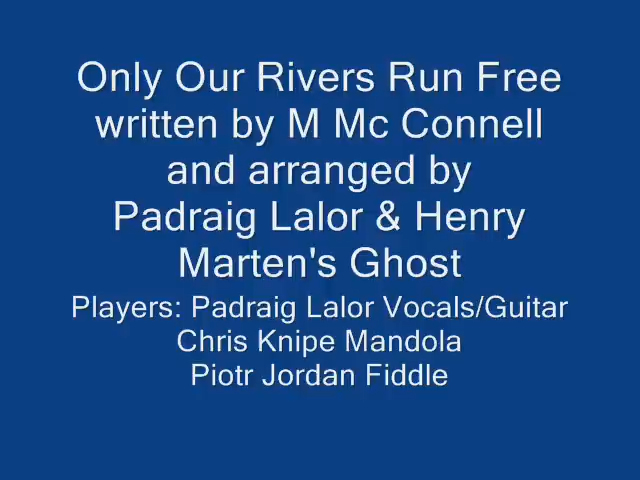 Only Our Rivers Run Free
written by M Mc Connell
and arranged by
Padraig Lalor & Henry
Marten's Ghost
Players: Padraig Lalor Vocals/Guitar
Chris Knipe Mandola
Piotr Jordan Fiddle